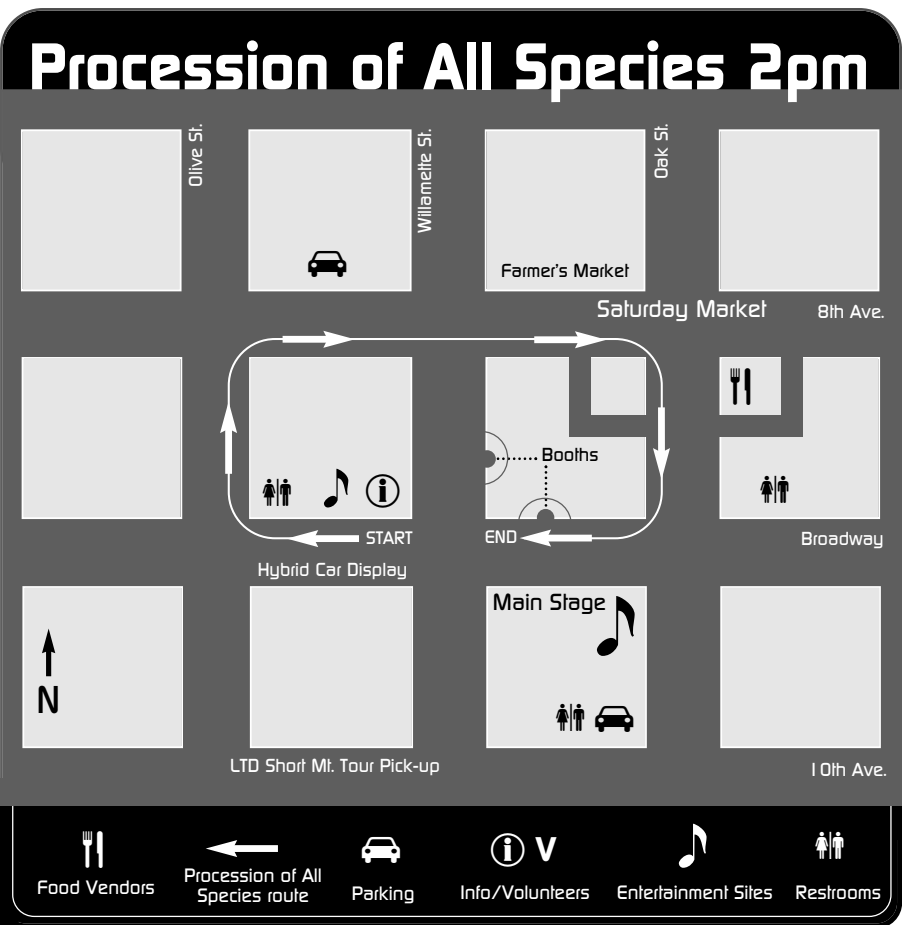 Procession of All Species 2pm
Olive St.
Willamette St.
Oak St.
Farmer's Market
Saturday Market
8th Ave.
Booths
START
END
Broadway
Hybrid Car Display
Main Stage
N
LTD Short Mt. Tour Pick-up
10th Ave.
i V
Food Vendors
Procession of All
Species route
Parking
Info/Volunteers
Entertainment Sites
Restrooms